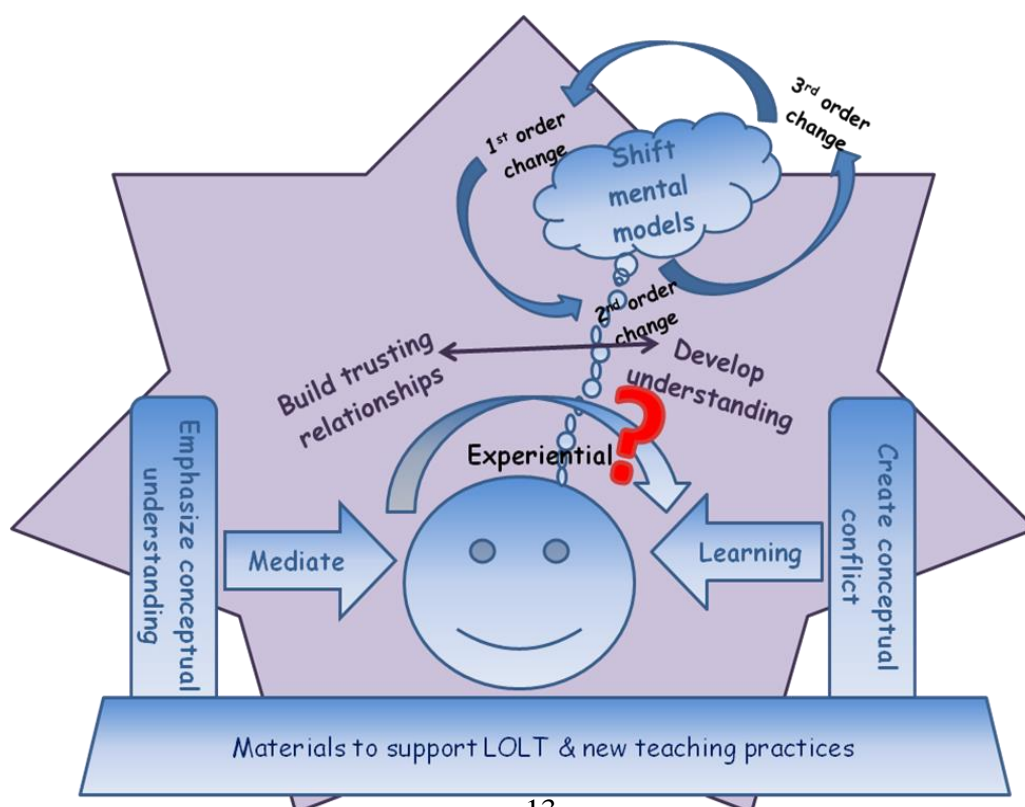 3rd order
change
1st order
change
Shift
mental
models
2nd order
change
Build trusting
relationships
Develop
understanding
?
Experiential
Emphasize conceptual
understanding
Mediate
Learning
Create conceptual
conflict
Materials to support LOLT & new teaching practices
13